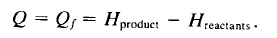 Q = Q_f = H_product − H_reactants.